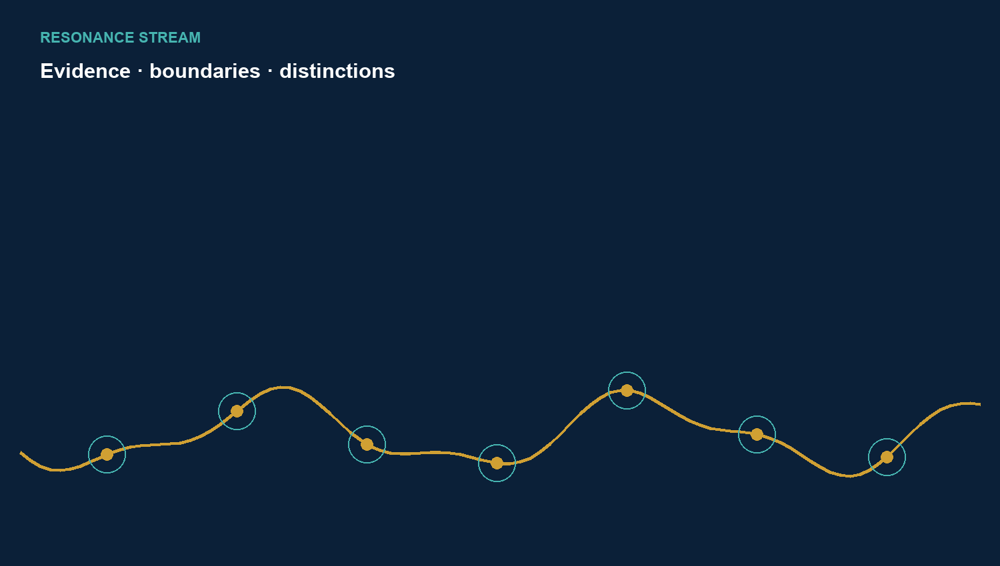 RESONANCE STREAM
Evidence · boundaries · distinctions